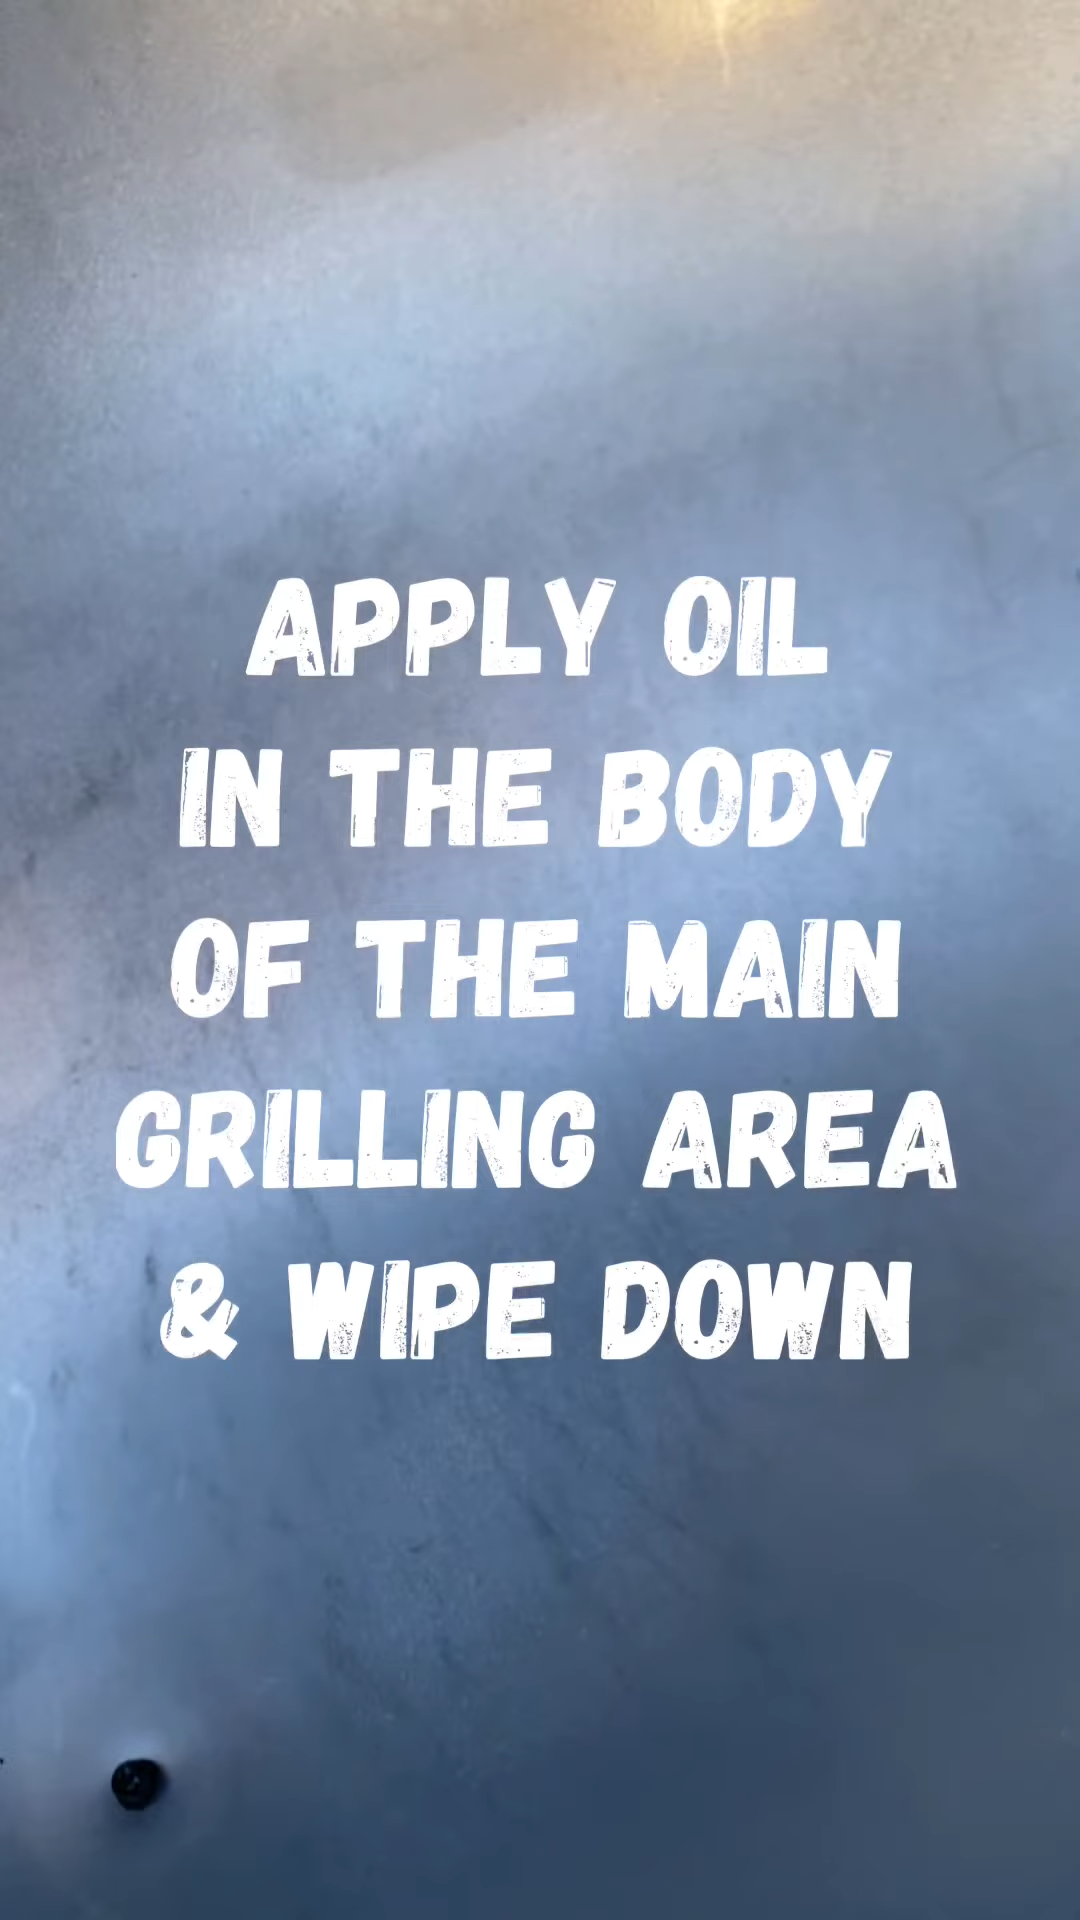 APPLY OIL
IN THE BODY
OF THE MAIN
GRILLING AREA
& WIPE DOWN